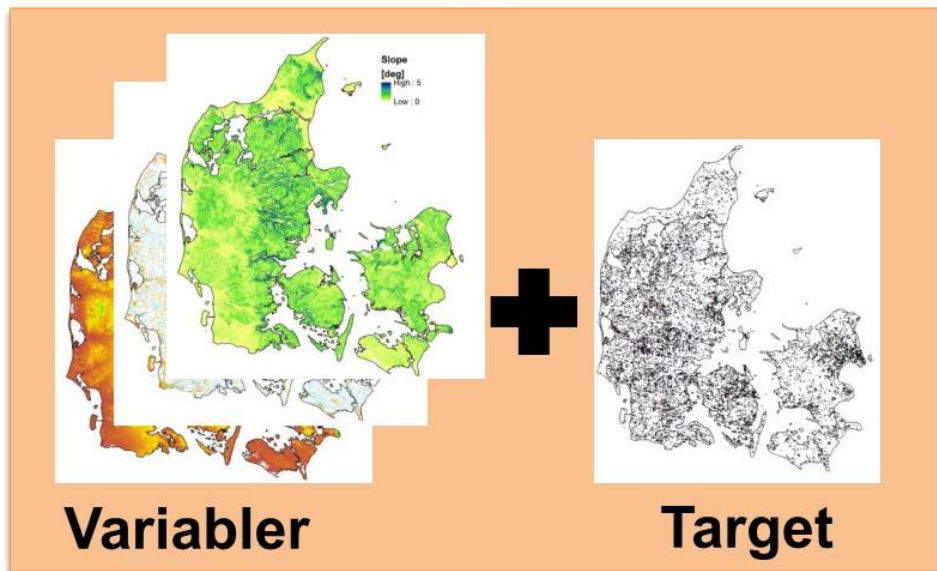 Slope
[deg]
High : 5
Low : 0
Variabler
Target